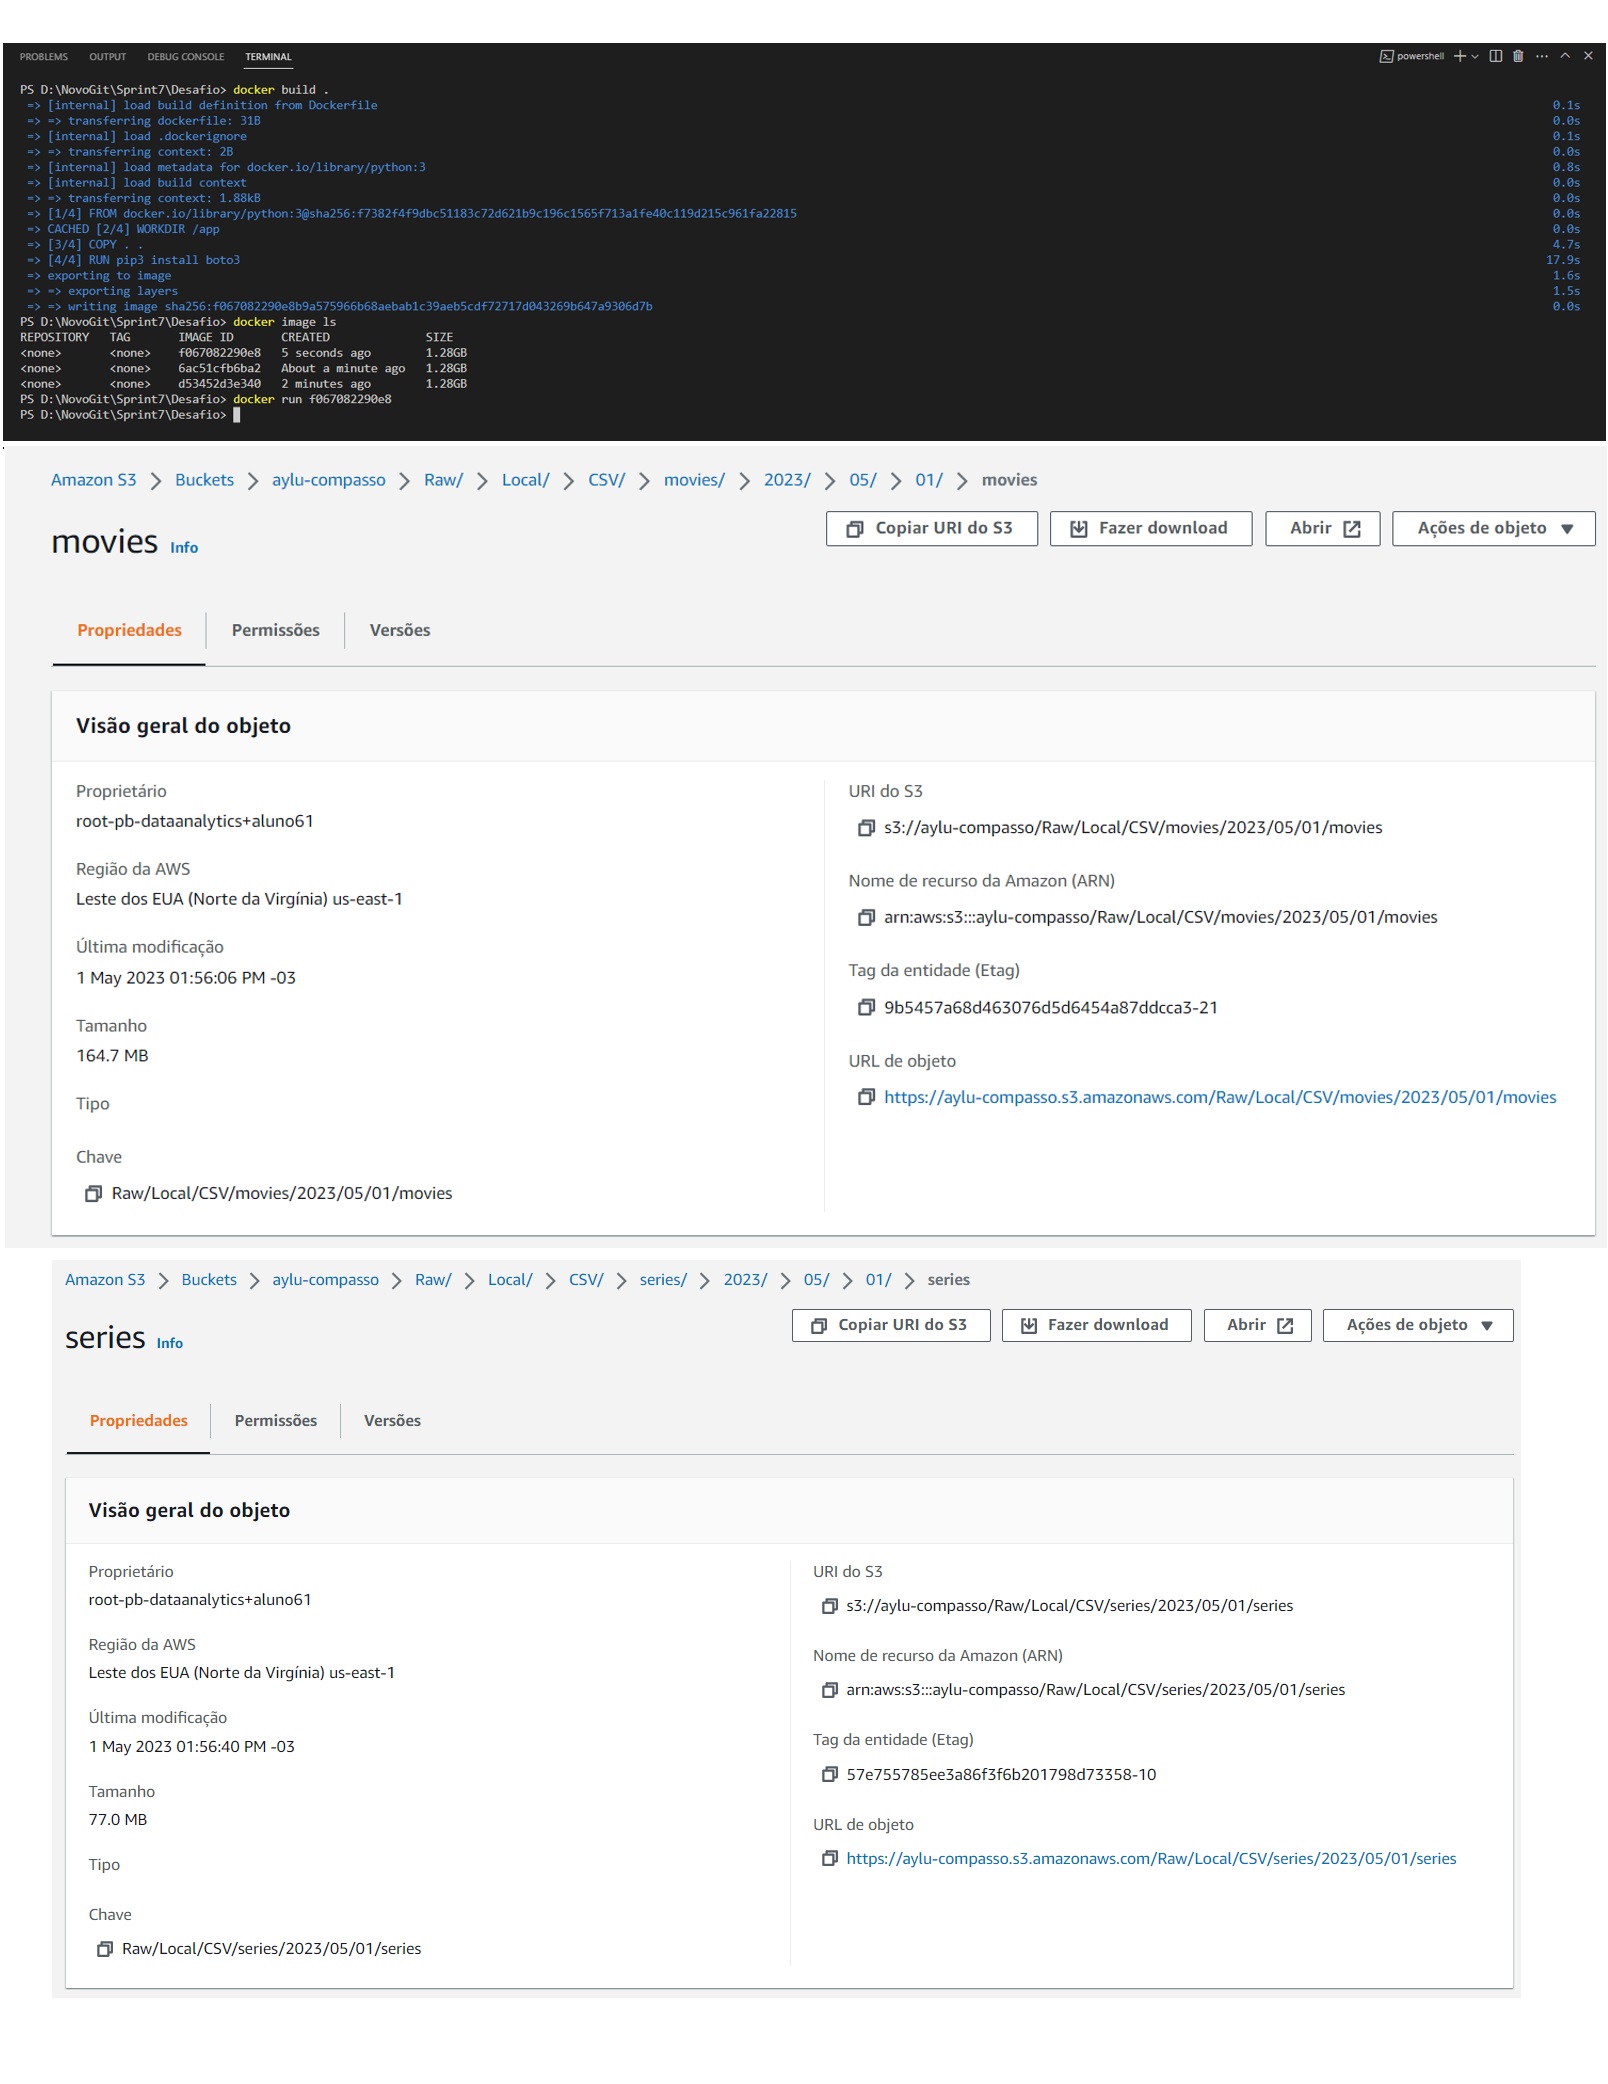 PROBLEMS OUTPUT DEBUG CONSOLE TERMINAL powershell
PS D:\NovoGit\Sprint7\Desafio> docker build .
=> [internal] load build definition from Dockerfile 0.1s
=> => transferring dockerfile: 31B 0.0s
=> [internal] load .dockerignore 0.1s
=> => transferring context: 2B 0.0s
=> [internal] load metadata for docker.io/library/python:3 0.8s
=> [internal] load build context 0.0s
=> => transferring context: 1.88kB 0.0s
=> [1/4] FROM docker.io/library/python:3@sha256:f7382f4f9dbc51183c72d621b9c196c1565f713a1fe40c119d215c961fa22815 0.0s
=> CACHED [2/4] WORKDIR /app 0.0s
=> [3/4] COPY . . 4.7s
=> [4/4] RUN pip3 install boto3 17.9s
=> exporting to image 1.6s
=> => exporting layers 1.5s
=> => writing image sha256:f067082290e8b9a575966b68aebab1c39aeb5cdf72717d043269b647a9306d7b 0.0s
PS D:\NovoGit\Sprint7\Desafio> docker image ls
REPOSITORY TAG IMAGE ID CREATED SIZE
<none> <none> f067082290e8 5 seconds ago 1.28GB
<none> <none> 6ac51cfb6ba2 About a minute ago 1.28GB
<none> <none> d53452d3e340 2 minutes ago 1.28GB
PS D:\NovoGit\Sprint7\Desafio> docker run f067082290e8
PS D:\NovoGit\Sprint7\Desafio>
Amazon S3 > Buckets > aylu-compasso > Raw/ > Local/ > CSV/ > movies/ > 2023/ > 05/ > 01/ > movies
movies Info
Copiar URI do S3 Fazer download Abrir Ações de objeto
Propriedades Permissões Versões
Visão geral do objeto
Proprietário
root-pb-dataanalytics+aluno61
Região da AWS
Leste dos EUA (Norte da Virgínia) us-east-1
Última modificação
1 May 2023 01:56:06 PM -03
Tamanho
164.7 MB
Tipo
Chave
Raw/Local/CSV/movies/2023/05/01/movies
URI do S3
s3://aylu-compasso/Raw/Local/CSV/movies/2023/05/01/movies
Nome de recurso da Amazon (ARN)
arn:aws:s3:::aylu-compasso/Raw/Local/CSV/movies/2023/05/01/movies
Tag da entidade (Etag)
9b5457a68d463076d5d6454a87ddcca3-21
URL de objeto
https://aylu-compasso.s3.amazonaws.com/Raw/Local/CSV/movies/2023/05/01/movies
Amazon S3 > Buckets > aylu-compasso > Raw/ > Local/ > CSV/ > series/ > 2023/ > 05/ > 01/ > series
series Info
Copiar URI do S3 Fazer download Abrir Ações de objeto
Propriedades Permissões Versões
Visão geral do objeto
Proprietário
root-pb-dataanalytics+aluno61
Região da AWS
Leste dos EUA (Norte da Virgínia) us-east-1
Última modificação
1 May 2023 01:56:40 PM -03
Tamanho
77.0 MB
Tipo
Chave
Raw/Local/CSV/series/2023/05/01/series
URI do S3
s3://aylu-compasso/Raw/Local/CSV/series/2023/05/01/series
Nome de recurso da Amazon (ARN)
arn:aws:s3:::aylu-compasso/Raw/Local/CSV/series/2023/05/01/series
Tag da entidade (Etag)
57e755785ee3a86f3f6b201798d73358-10
URL de objeto
https://aylu-compasso.s3.amazonaws.com/Raw/Local/CSV/series/2023/05/01/series